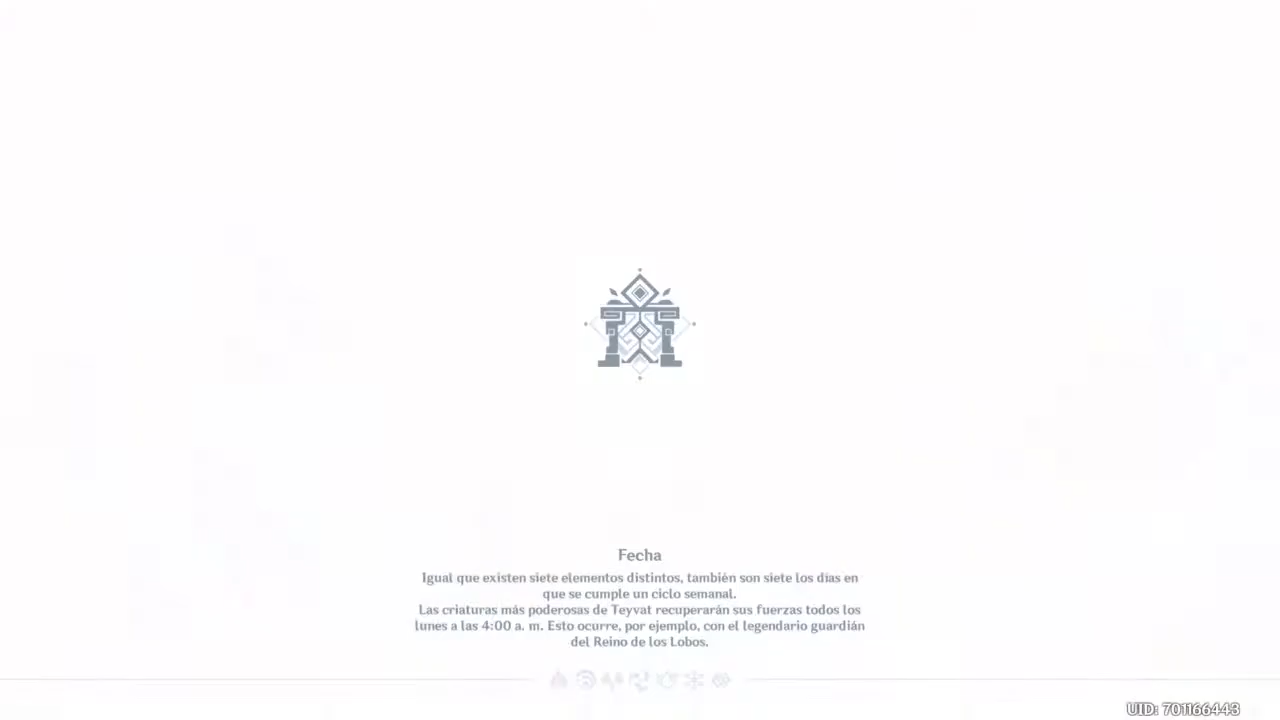 Fecha
Igual que existen siete elementos distintos, también son siete los días en
que se cumple un ciclo semanal.
Las criaturas más poderosas de Teyvat recuperarán sus fuerzas todos los
lunes a las 4:00 a. m. Esto ocurre, por ejemplo, con el legendario guardián
del Reino de los Lobos.
UID: 701166443